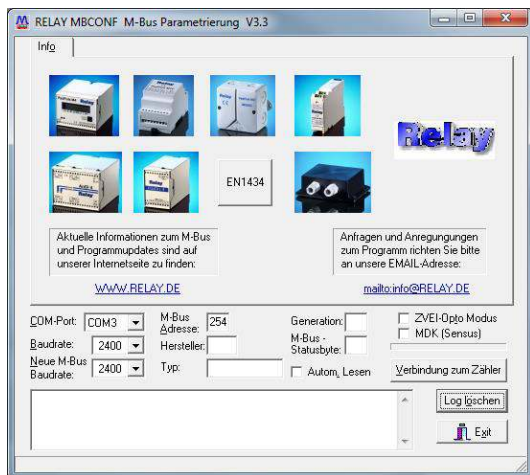 RELAY MBCONF M-Bus Parametrierung V3.3
Info
Relay
EN1434
Aktuelle Informationen zum M-Bus
und Programmupdates sind auf
unserer Internetseite zu finden:
WWW.RELAY.DE
Anfragen und Anregungungen
zum Programm richten Sie bitte
an unsere EMAIL-Adresse:
mailto:info@RELAY.DE
COM-Port: COM3
M-Bus Adresse: 254
Generation:
ZVEI-Opto Modus
Baudrate: 2400
Hersteller:
M-Bus - Statusbyte:
MDK (Sensus)
Neue M-Bus Baudrate: 2400
Typ:
Autom. Lesen
Verbindung zum Zähler
Log löschen
Exit